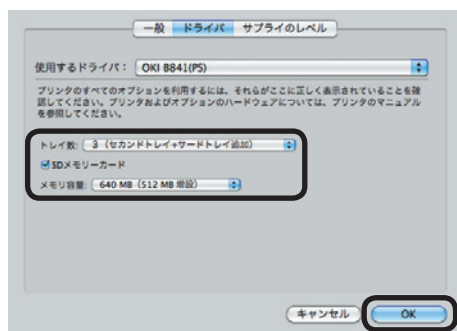 一般 ドライバ サプライのレベル
使用するドライバ： OKI B841(PS)
プリンタのすべてのオプションを利用するには、それらがここに正しく表示されていることを確
認してください。プリンタおよびオプションのハードウェアについては、プリンタのマニュアル
を参照してください。
トレイ数： 3（セカンドトレイ+サードトレイ追加）
SDメモリーカード
メモリ容量： 640 MB（512 MB 増設）
キャンセル OK